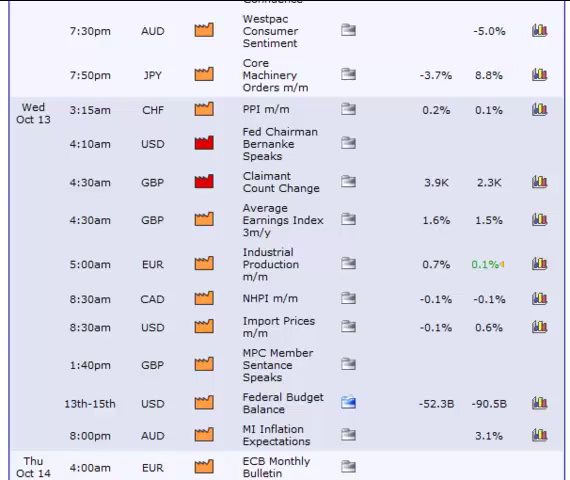 Westpac
7:30pm AUD Consumer -5.0%
Sentiment
Core
7:50pm JPY Machinery -3.7% 8.8%
Orders m/m
Wed 3:15am CHF PPI m/m 0.2% 0.1%
Oct 13
Fed Chairman
4:10am USD Bernanke
Speaks
4:30am GBP Claimant 3.9K 2.3K
Count Change
Average
4:30am GBP Earnings Index 1.6% 1.5%
3m/y
Industrial
5:00am EUR Production 0.7% 0.1%
m/m
8:30am CAD NHPI m/m -0.1% -0.1%
8:30am USD Import Prices -0.1% 0.6%
m/m
MPC Member
1:40pm GBP Sentance
Speaks
13th-15th USD Federal Budget -52.3B -90.5B
Balance
8:00pm AUD MI Inflation 3.1%
Expectations
Thu 4:00am EUR ECB Monthly
Oct 14 Bulletin